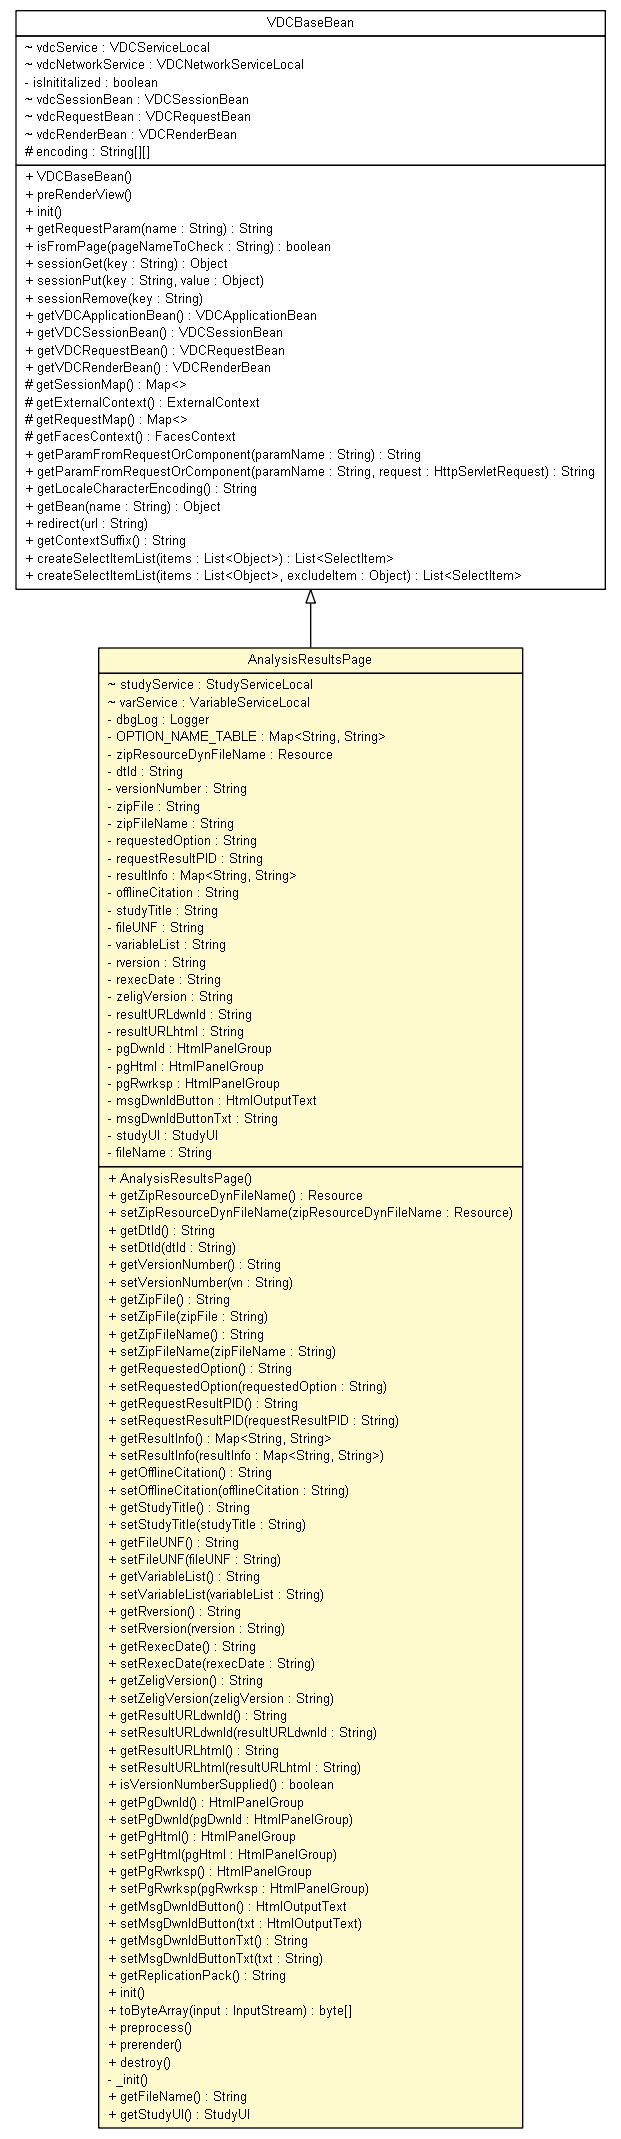 VDCBaseBean
~ vdcService : VDCServiceLocal
~ vdcNetworkService : VDCNetworkServiceLocal
- isInititalized : boolean
~ vdcSessionBean : VDCSessionBean
~ vdcRequestBean : VDCRequestBean
~ vdcRenderBean : VDCRenderBean
# encoding : String[][]
+ VDCBaseBean()
+ preRenderView()
+ init()
+ getRequestParam(name : String) : String
+ isFromPage(pageNameToCheck : String) : boolean
+ sessionGet(key : String) : Object
+ sessionPut(key : String, value : Object)
+ sessionRemove(key : String)
+ getVDCApplicationBean() : VDCApplicationBean
+ getVDCSessionBean() : VDCSessionBean
+ getVDCRequestBean() : VDCRequestBean
+ getVDCRenderBean() : VDCRenderBean
# getSessionMap() : Map<>
# getExternalContext() : ExternalContext
# getRequestMap() : Map<>
# getFacesContext() : FacesContext
+ getParamFromRequestOrComponent(paramName : String) : String
+ getParamFromRequestOrComponent(paramName : String, request : HttpServletRequest) : String
+ getLocaleCharacterEncoding() : String
+ getBean(name : String) : Object
+ redirect(url : String)
+ getContextSuffix() : String
+ createSelectItemList(items : List<Object>) : List<SelectItem>
+ createSelectItemList(items : List<Object>, excludeItem : Object) : List<SelectItem>
AnalysisResultsPage
~ studyService : StudyServiceLocal
~ varService : VariableServiceLocal
- dbgLog : Logger
- OPTION_NAME_TABLE : Map<String, String>
- zipResourceDynFileName : Resource
- dtId : String
- versionNumber : String
- zipFile : String
- zipFileName : String
- requestedOption : String
- requestResultPID : String
- resultInfo : Map<String, String>
- offlineCitation : String
- studyTitle : String
- fileUNF : String
- variableList : String
- rversion : String
- rexecDate : String
- zeligVersion : String
- resultURLdwnld : String
- resultURLhtml : String
- pgDwnld : HtmlPanelGroup
- pgHtml : HtmlPanelGroup
- pgRwrksp : HtmlPanelGroup
- msgDwnldButton : HtmlOutputText
- msgDwnldButtonTxt : String
- studyUI : StudyUI
- fileName : String
+ AnalysisResultsPage()
+ getZipResourceDynFileName() : Resource
+ setZipResourceDynFileName(zipResourceDynFileName : Resource)
+ getDtId() : String
+ setDtId(dtId : String)
+ getVersionNumber() : String
+ setVersionNumber(vn : String)
+ getZipFile() : String
+ setZipFile(zipFile : String)
+ getZipFileName() : String
+ setZipFileName(zipFileName : String)
+ getRequestedOption() : String
+ setRequestedOption(requestedOption : String)
+ getRequestResultPID() : String
+ setRequestResultPID(requestResultPID : String)
+ getResultInfo() : Map<String, String>
+ setResultInfo(resultInfo : Map<String, String>)
+ getOfflineCitation() : String
+ setOfflineCitation(offlineCitation : String)
+ getStudyTitle() : String
+ setStudyTitle(studyTitle : String)
+ getFileUNF() : String
+ setFileUNF(fileUNF : String)
+ getVariableList() : String
+ setVariableList(variableList : String)
+ getRversion() : String
+ setRversion(rversion : String)
+ getRexecDate() : String
+ setRexecDate(rexecDate : String)
+ getZeligVersion() : String
+ setZeligVersion(zeligVersion : String)
+ getResultURLdwnld() : String
+ setResultURLdwnld(resultURLdwnld : String)
+ getResultURLhtml() : String
+ setResultURLhtml(resultURLhtml : String)
+ isVersionNumberSupplied() : boolean
+ getPgDwnld() : HtmlPanelGroup
+ setPgDwnld(pgDwnld : HtmlPanelGroup)
+ getPgHtml() : HtmlPanelGroup
+ setPgHtml(pgHtml : HtmlPanelGroup)
+ getPgRwrksp() : HtmlPanelGroup
+ setPgRwrksp(pgRwrksp : HtmlPanelGroup)
+ getMsgDwnldButton() : HtmlOutputText
+ setMsgDwnldButton(txt : HtmlOutputText)
+ getMsgDwnldButtonTxt() : String
+ setMsgDwnldButtonTxt(txt : String)
+ getReplicationPack() : String
+ init()
+ toByteArray(input : InputStream) : byte[]
+ preprocess()
+ prerender()
+ destroy()
- _init()
+ getFileName() : String
+ getStudyUI() : StudyUI